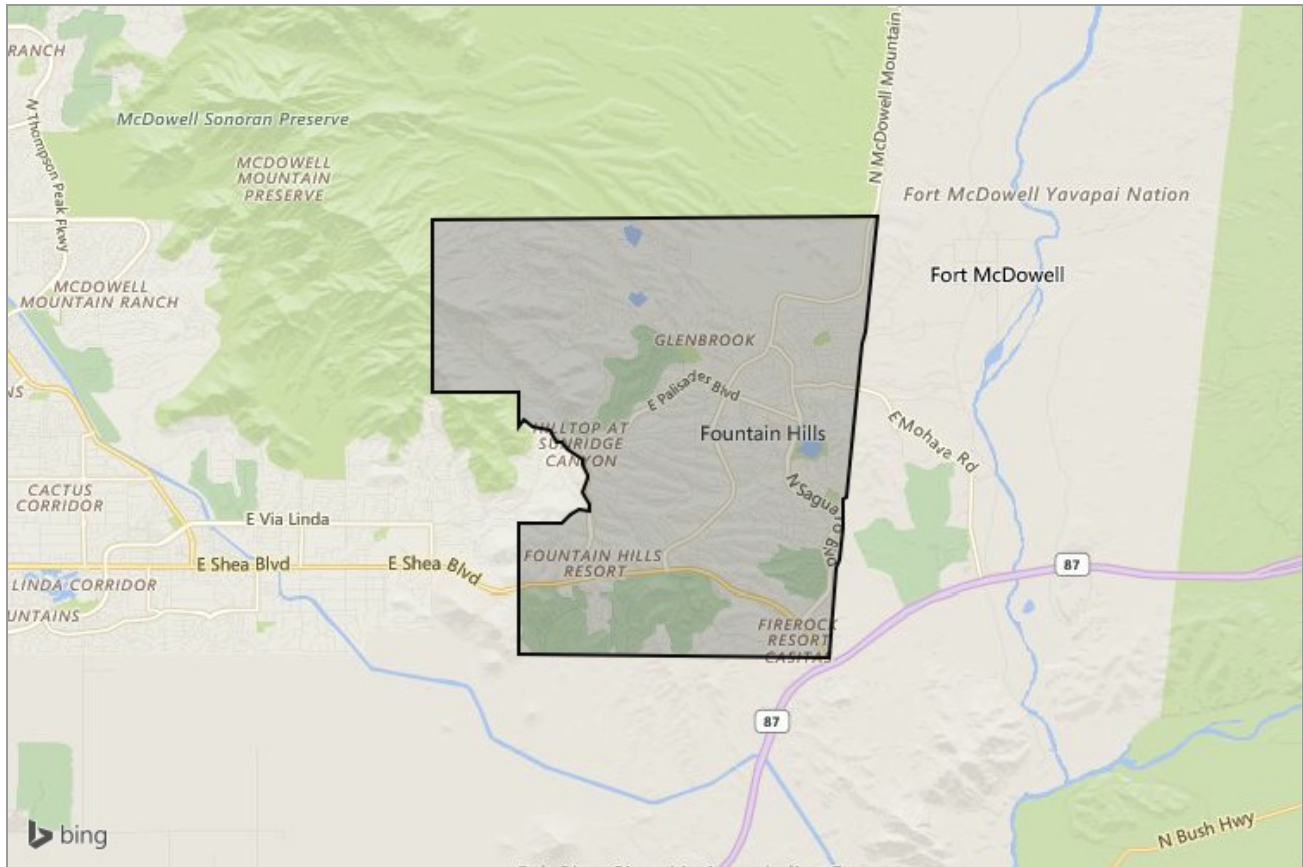 RANCH
N Thompson Peak Pkwy
McDowell Sonoran Preserve
MCDOWELL
MOUNTAIN
PRESERVE
N McDowell Mountain
Fort McDowell Yavapai Nation
Fort McDowell
MCDOWELL
MOUNTAIN RANCH
GLENBROOK
NS
E Palisades Blvd
HILLTOP AT
SUNRIDGE
CANYON
Fountain Hills
E Mohave Rd
CACTUS
CORRIDOR
N Saguaro Blvd
E Via Linda
E Shea Blvd
E Shea Blvd
FOUNTAIN HILLS
RESORT
87
LINDA CORRIDOR
UNTAINS
FIREROCK
RESORT
CASITAS
87
bing
N Bush Hwy